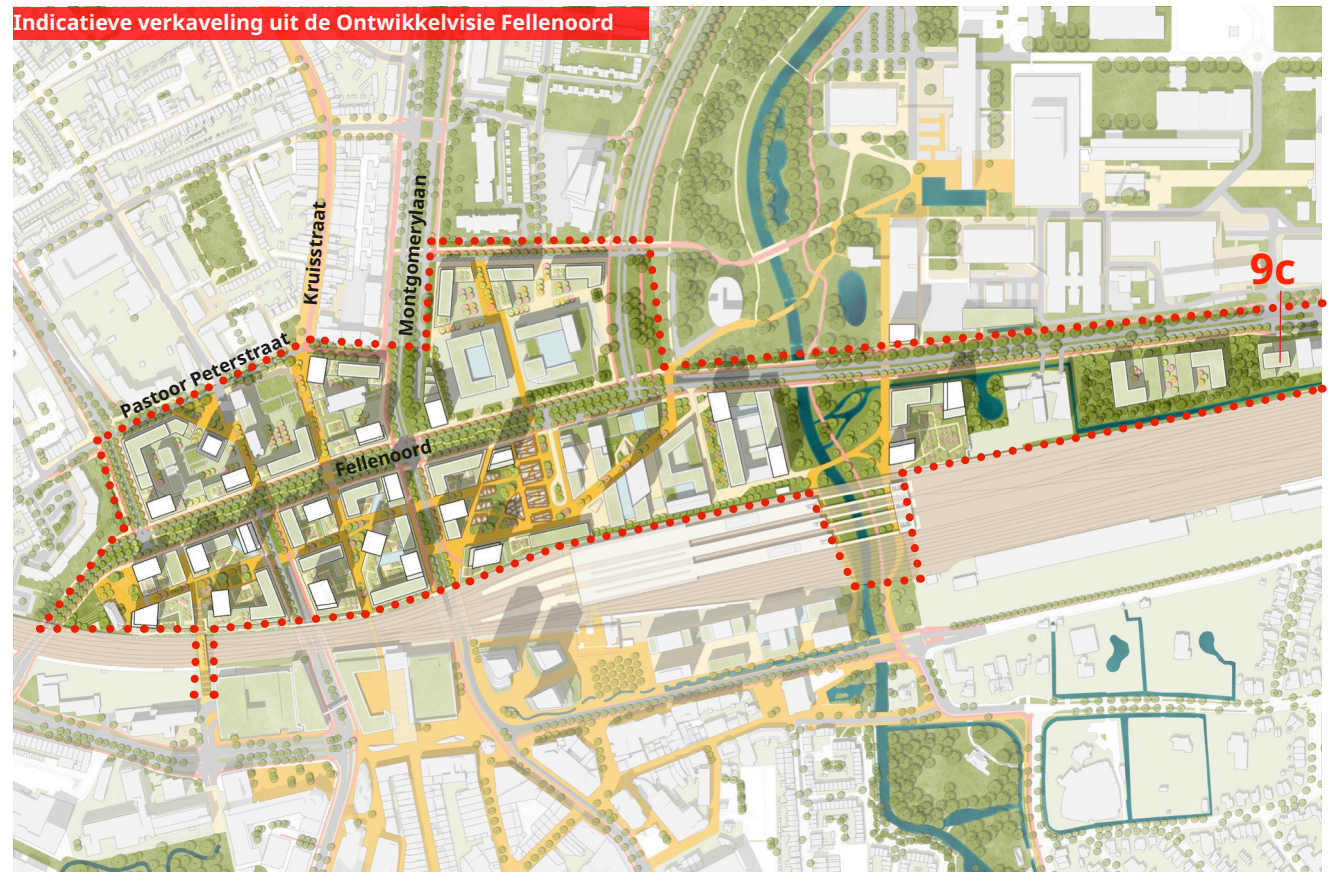 Indicatieve verkaveling uit de Ontwikkelvisie Fellenoord
Kruisstraat
Montgomerylaan
9c
Pastoor Peterstraat
Fellenoord